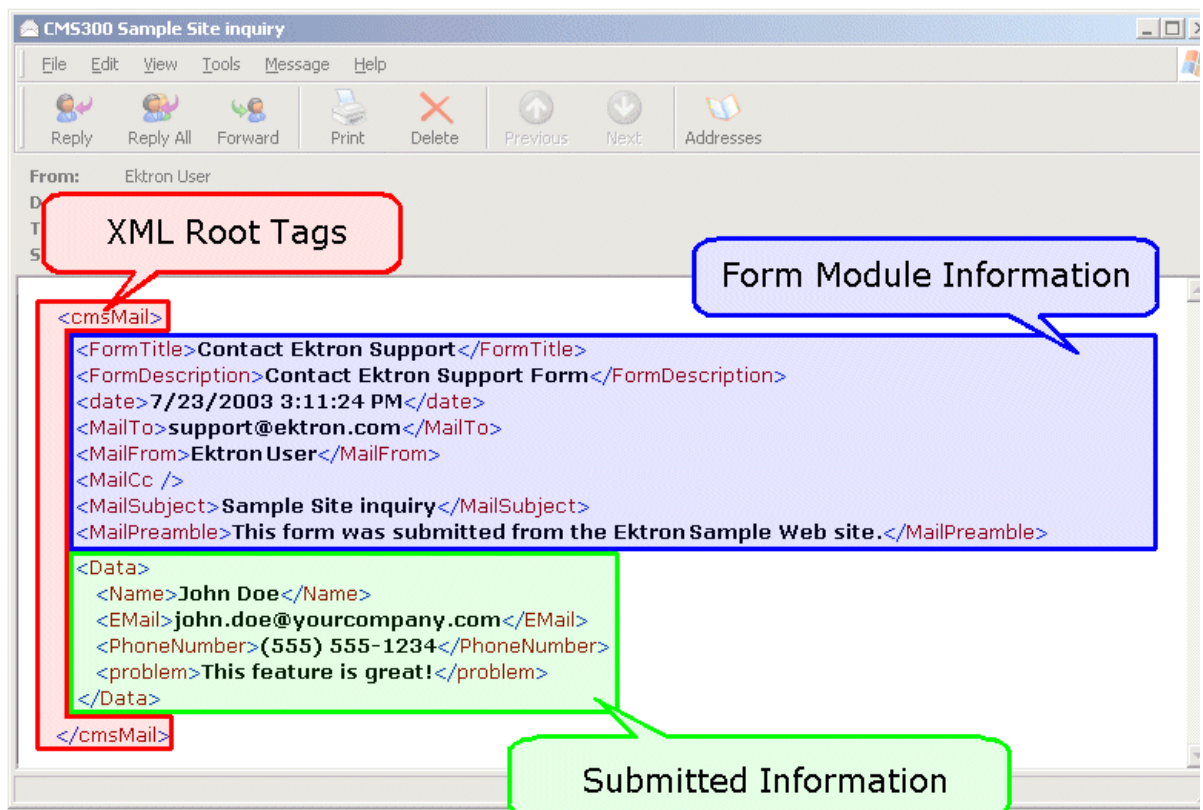 CMS300 Sample Site inquiry
File Edit View Tools Message Help
Reply Reply All Forward Print Delete Previous Next Addresses
From: Ektron User
D
T
S
XML Root Tags
Form Module Information
<cmsMail>
<FormTitle>Contact Ektron Support</FormTitle>
<FormDescription>Contact Ektron Support Form</FormDescription>
<date>7/23/2003 3:11:24 PM</date>
<MailTo>support@ektron.com</MailTo>
<MailFrom>Ektron User</MailFrom>
<MailCc />
<MailSubject>Sample Site inquiry</MailSubject>
<MailPreamble>This form was submitted from the Ektron Sample Web site.</MailPreamble>
<Data>
<Name>John Doe</Name>
<EMail>john.doe@yourcompany.com</EMail>
<PhoneNumber>(555) 555-1234</PhoneNumber>
<problem>This feature is great!</problem>
</Data>
</cmsMail>
Submitted Information